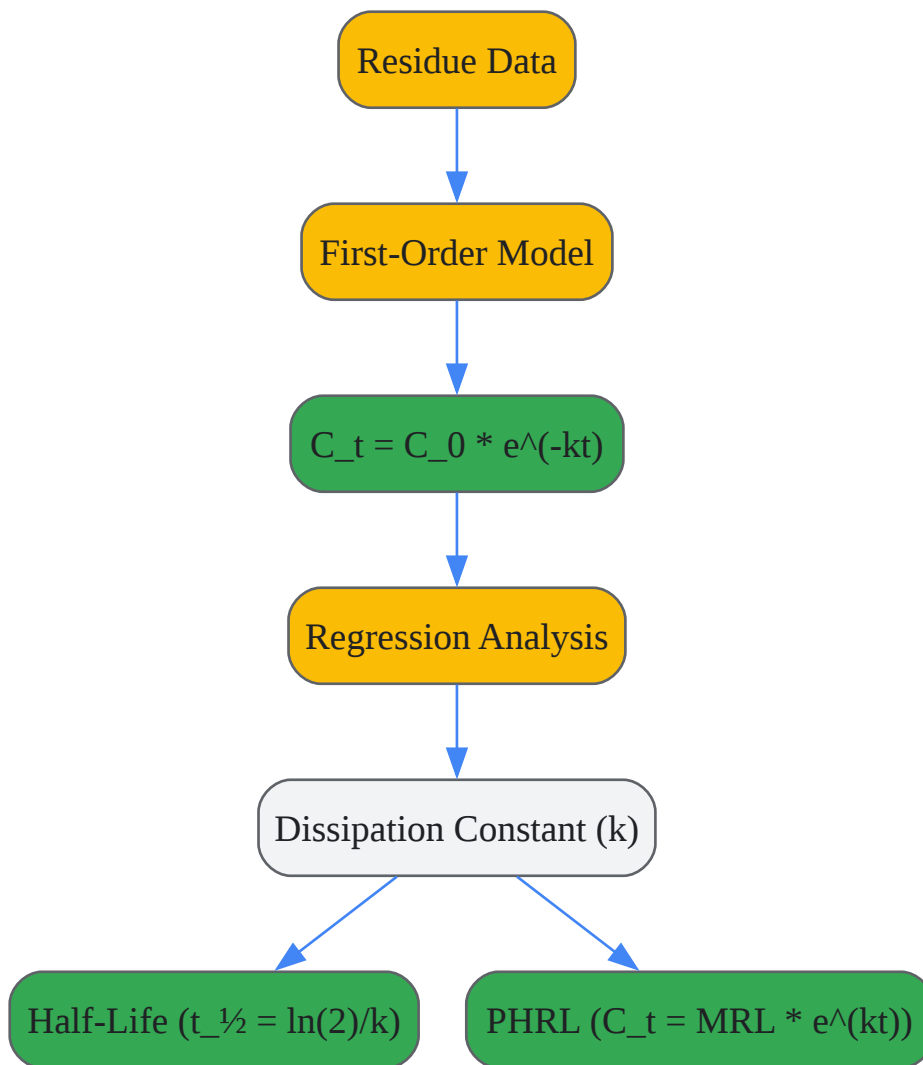 Residue Data
First-Order Model
C_t = C_0 * e^(-kt)
Regression Analysis
Dissipation Constant (k)
Half-Life (t_½ = ln(2)/k)
PHRL (C_t = MRL * e^(kt))